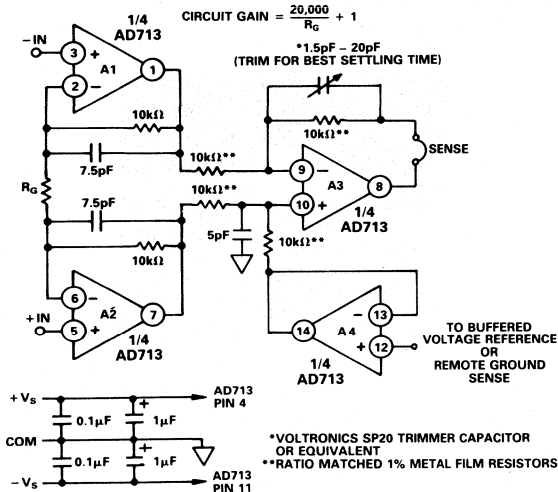 CIRCUIT GAIN = 20,000 / RG + 1
1/4
AD713
–IN
3
+
A1
1
2
–
*1.5pF – 20pF
(TRIM FOR BEST SETTLING TIME)
10kΩ
7.5pF
10kΩ**
10kΩ**
SENSE
9
–
A3
8
10
+
1/4
AD713
RG
7.5pF
10kΩ**
5pF
10kΩ**
10kΩ
6
–
A2
7
+IN
5
+
1/4
AD713
–
13
14
A4
+
12
1/4
AD713
TO BUFFERED
VOLTAGE REFERENCE
OR
REMOTE GROUND
SENSE
+VS
AD713
PIN 4
0.1μF
+
1μF
COM
0.1μF
+
1μF
–VS
AD713
PIN 11
*VOLTRONICS SP20 TRIMMER CAPACITOR
OR EQUIVALENT
**RATIO MATCHED 1% METAL FILM RESISTORS